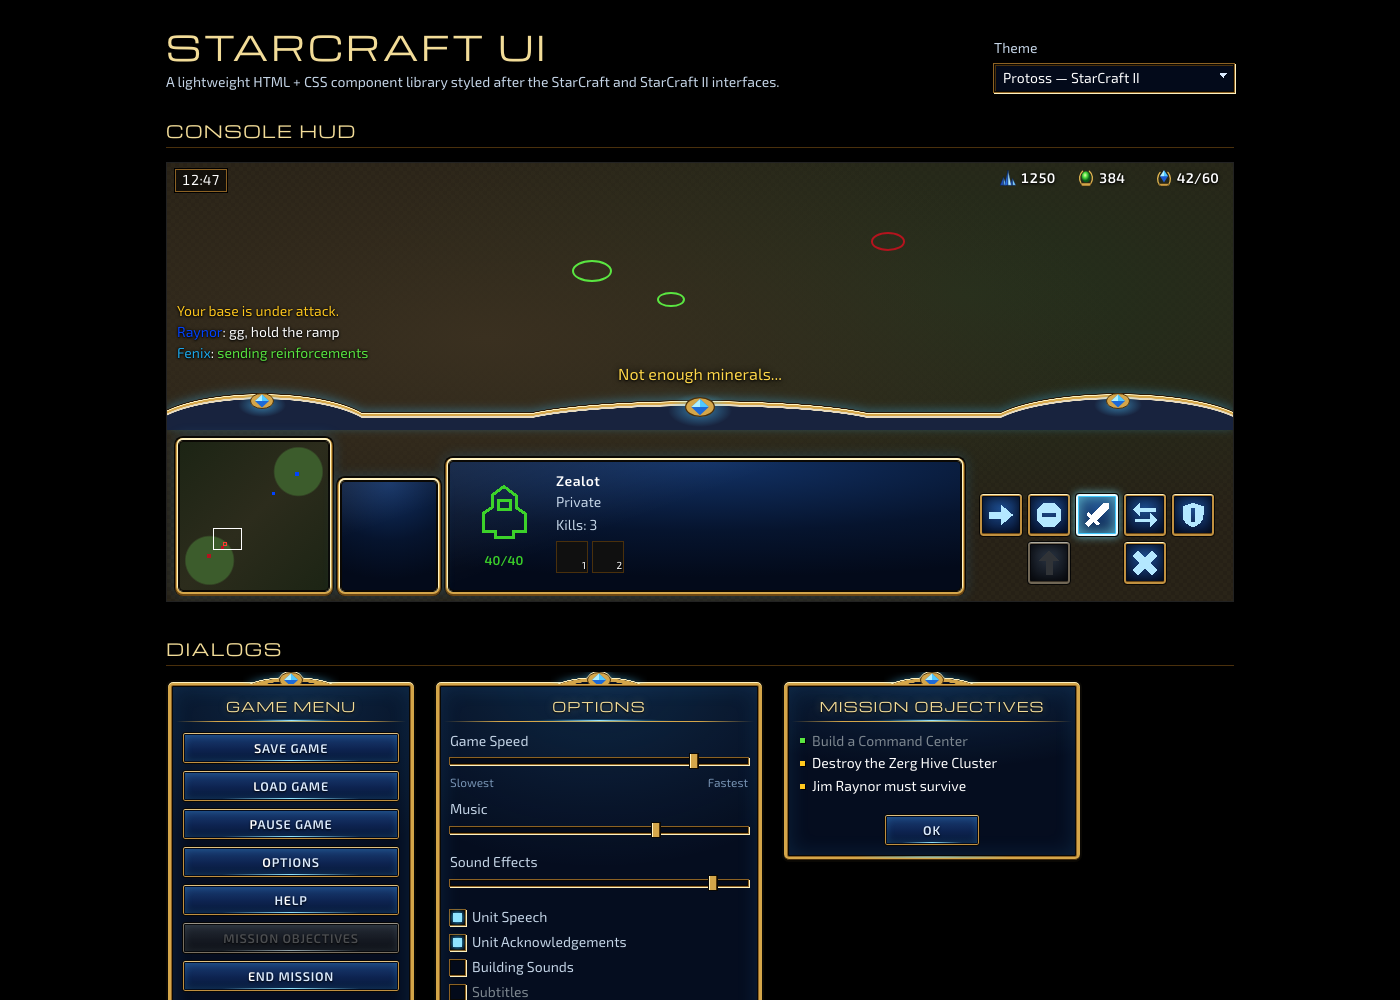 STARCRAFT UI
A lightweight HTML + CSS component library styled after the StarCraft and StarCraft II interfaces.
Theme
Protoss — StarCraft II
CONSOLE HUD
12:47
1250
384
42/60
Your base is under attack.
Raynor: gg, hold the ramp
Fenix: sending reinforcements
Not enough minerals...
Zealot
Private
Kills: 3
40/40
1
2
DIALOGS
GAME MENU
SAVE GAME
LOAD GAME
PAUSE GAME
OPTIONS
HELP
MISSION OBJECTIVES
END MISSION
OPTIONS
Game Speed
Slowest
Fastest
Music
Sound Effects
Unit Speech
Unit Acknowledgements
Building Sounds
Subtitles
MISSION OBJECTIVES
Build a Command Center
Destroy the Zerg Hive Cluster
Jim Raynor must survive
OK